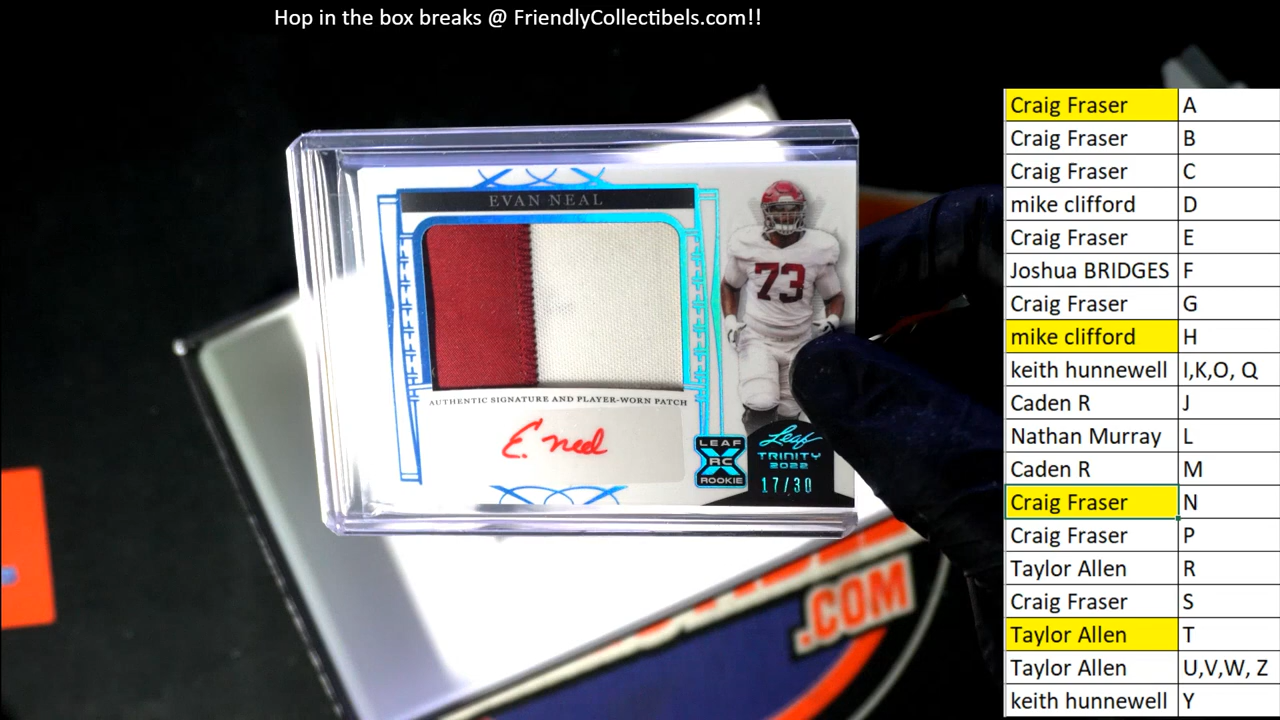 Hop in the box breaks @ FriendlyCollectibels.com!!
EVAN NEAL
73
AUTHENTIC SIGNATURE AND PLAYER-WORN PATCH
E. neal
LEAF
RC
ROOKIE
Leaf
TRINITY
2022
17/30
.COM
Craig Fraser A
Craig Fraser B
Craig Fraser C
mike clifford D
Craig Fraser E
Joshua BRIDGES F
Craig Fraser G
mike clifford H
keith hunnewell I,K,O, Q
Caden R J
Nathan Murray L
Caden R M
Craig Fraser N
Craig Fraser P
Taylor Allen R
Craig Fraser S
Taylor Allen T
Taylor Allen U,V,W, Z
keith hunnewell Y